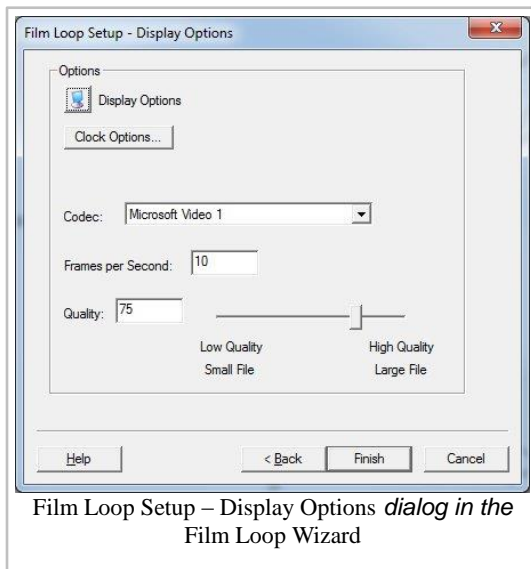 Film Loop Setup - Display Options
Options
Display Options
Clock Options...
Codec: Microsoft Video 1
Frames per Second: 10
Quality: 75
Low Quality High Quality
Small File Large File
Help < Back Finish Cancel
Film Loop Setup – Display Options dialog in the
Film Loop Wizard